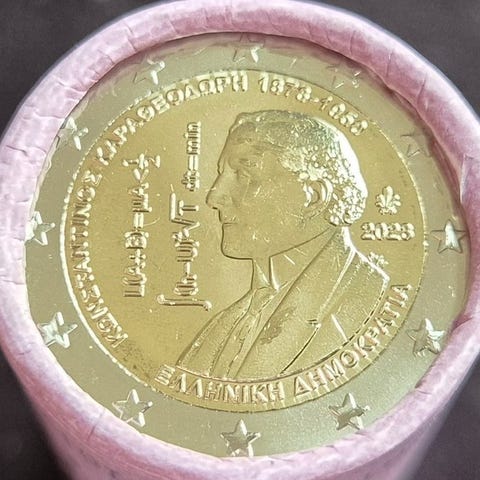 ΚΩΝΣΤΑΝΤΙΝΟΣ ΚΑΡΑΘΕΟΔΩΡΗ 1873-1950
2023
ΕΛΛΗΝΙΚΗ ΔΗΜΟΚΡΑΤΙΑ